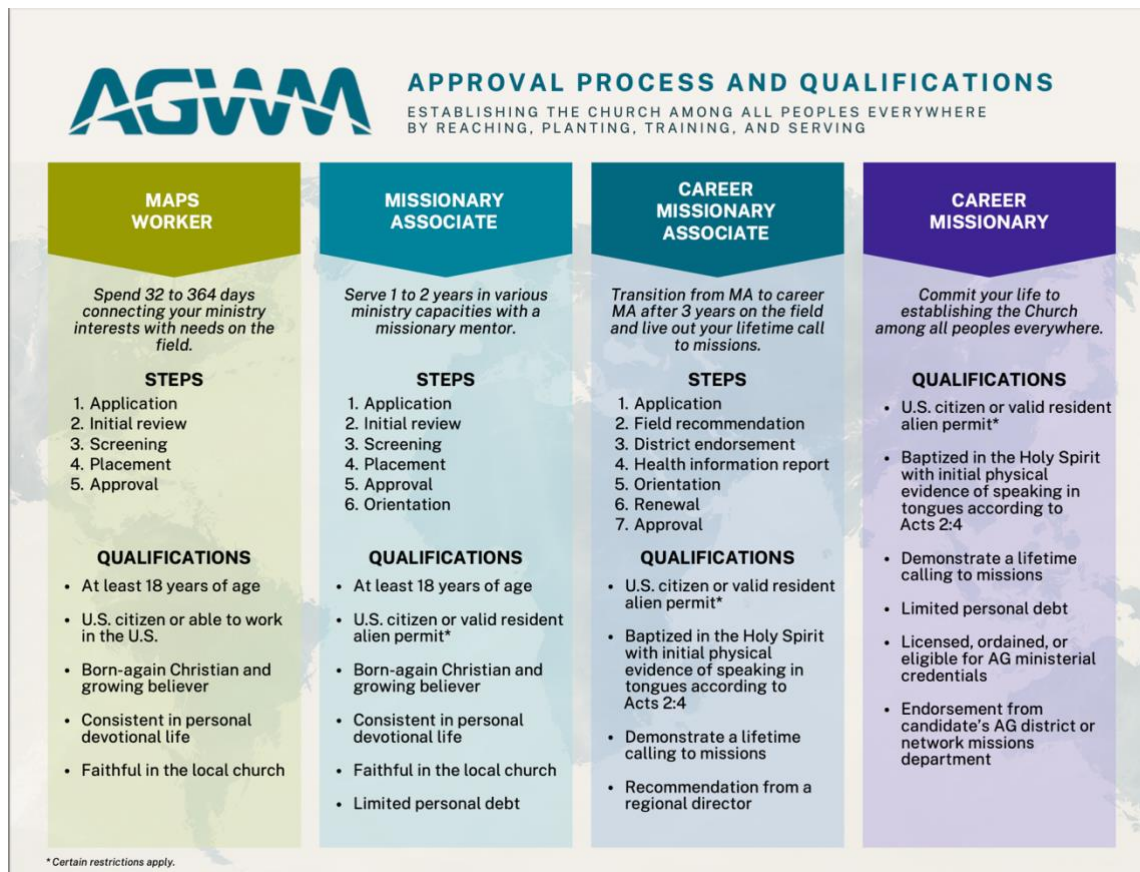 AGWM
APPROVAL PROCESS AND QUALIFICATIONS
ESTABLISHING THE CHURCH AMONG ALL PEOPLES EVERYWHERE
BY REACHING, PLANTING, TRAINING, AND SERVING
MAPS
WORKER
Spend 32 to 364 days
connecting your ministry
interests with needs on the
field.
STEPS
1. Application
2. Initial review
3. Screening
4. Placement
5. Approval
QUALIFICATIONS
• At least 18 years of age
• U.S. citizen or able to work
in the U.S.
• Born-again Christian and
growing believer
• Consistent in personal
devotional life
• Faithful in the local church
MISSIONARY
ASSOCIATE
Serve 1 to 2 years in various
ministry capacities with a
missionary mentor.
STEPS
1. Application
2. Initial review
3. Screening
4. Placement
5. Approval
6. Orientation
QUALIFICATIONS
• At least 18 years of age
• U.S. citizen or valid resident
alien permit*
• Born-again Christian and
growing believer
• Consistent in personal
devotional life
• Faithful in the local church
• Limited personal debt
CAREER
MISSIONARY
ASSOCIATE
Transition from MA to career
MA after 3 years on the field
and live out your lifetime call
to missions.
STEPS
1. Application
2. Field recommendation
3. District endorsement
4. Health information report
5. Orientation
6. Renewal
7. Approval
QUALIFICATIONS
• U.S. citizen or valid resident
alien permit*
• Baptized in the Holy Spirit
with initial physical
evidence of speaking in
tongues according to
Acts 2:4
• Demonstrate a lifetime
calling to missions
• Recommendation from a
regional director
CAREER
MISSIONARY
Commit your life to
establishing the Church
among all peoples everywhere.
QUALIFICATIONS
• U.S. citizen or valid resident
alien permit*
• Baptized in the Holy Spirit
with initial physical
evidence of speaking in
tongues according to
Acts 2:4
• Demonstrate a lifetime
calling to missions
• Limited personal debt
• Licensed, ordained, or
eligible for AG ministerial
credentials
• Endorsement from
candidate's AG district or
network missions
department
* Certain restrictions apply.